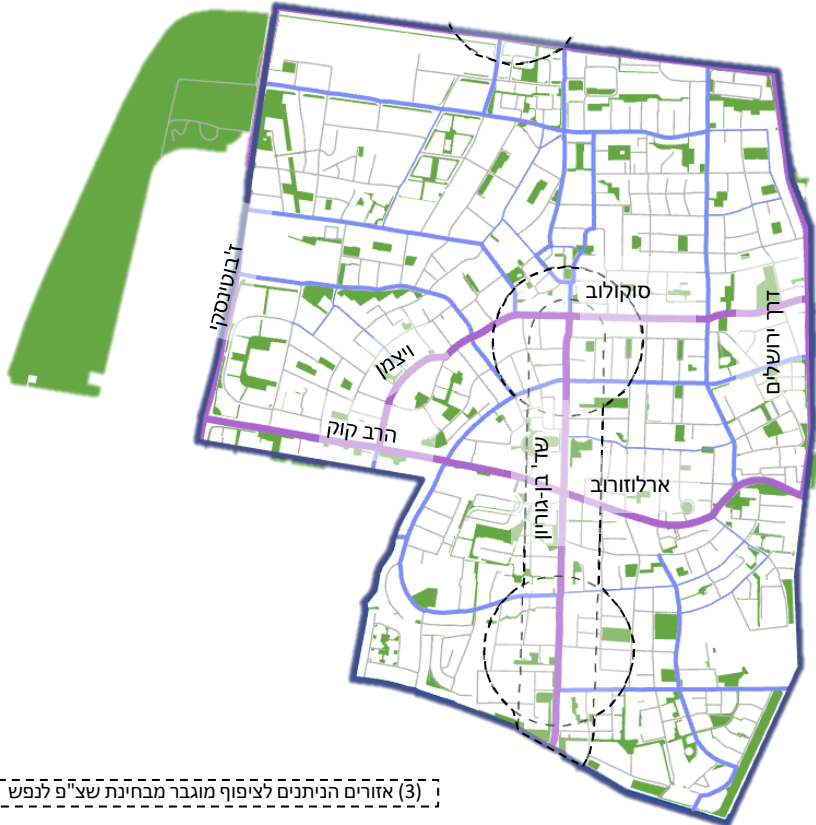 סוקולוב
דרך ירושלים
ז'בוטינסקי
ויצמן
הרב קוק
שד' בן-גוריון
ארלוזורוב
(3) אזורים הניתנים לציפוף מוגבר מבחינת שצ"פ לנפש